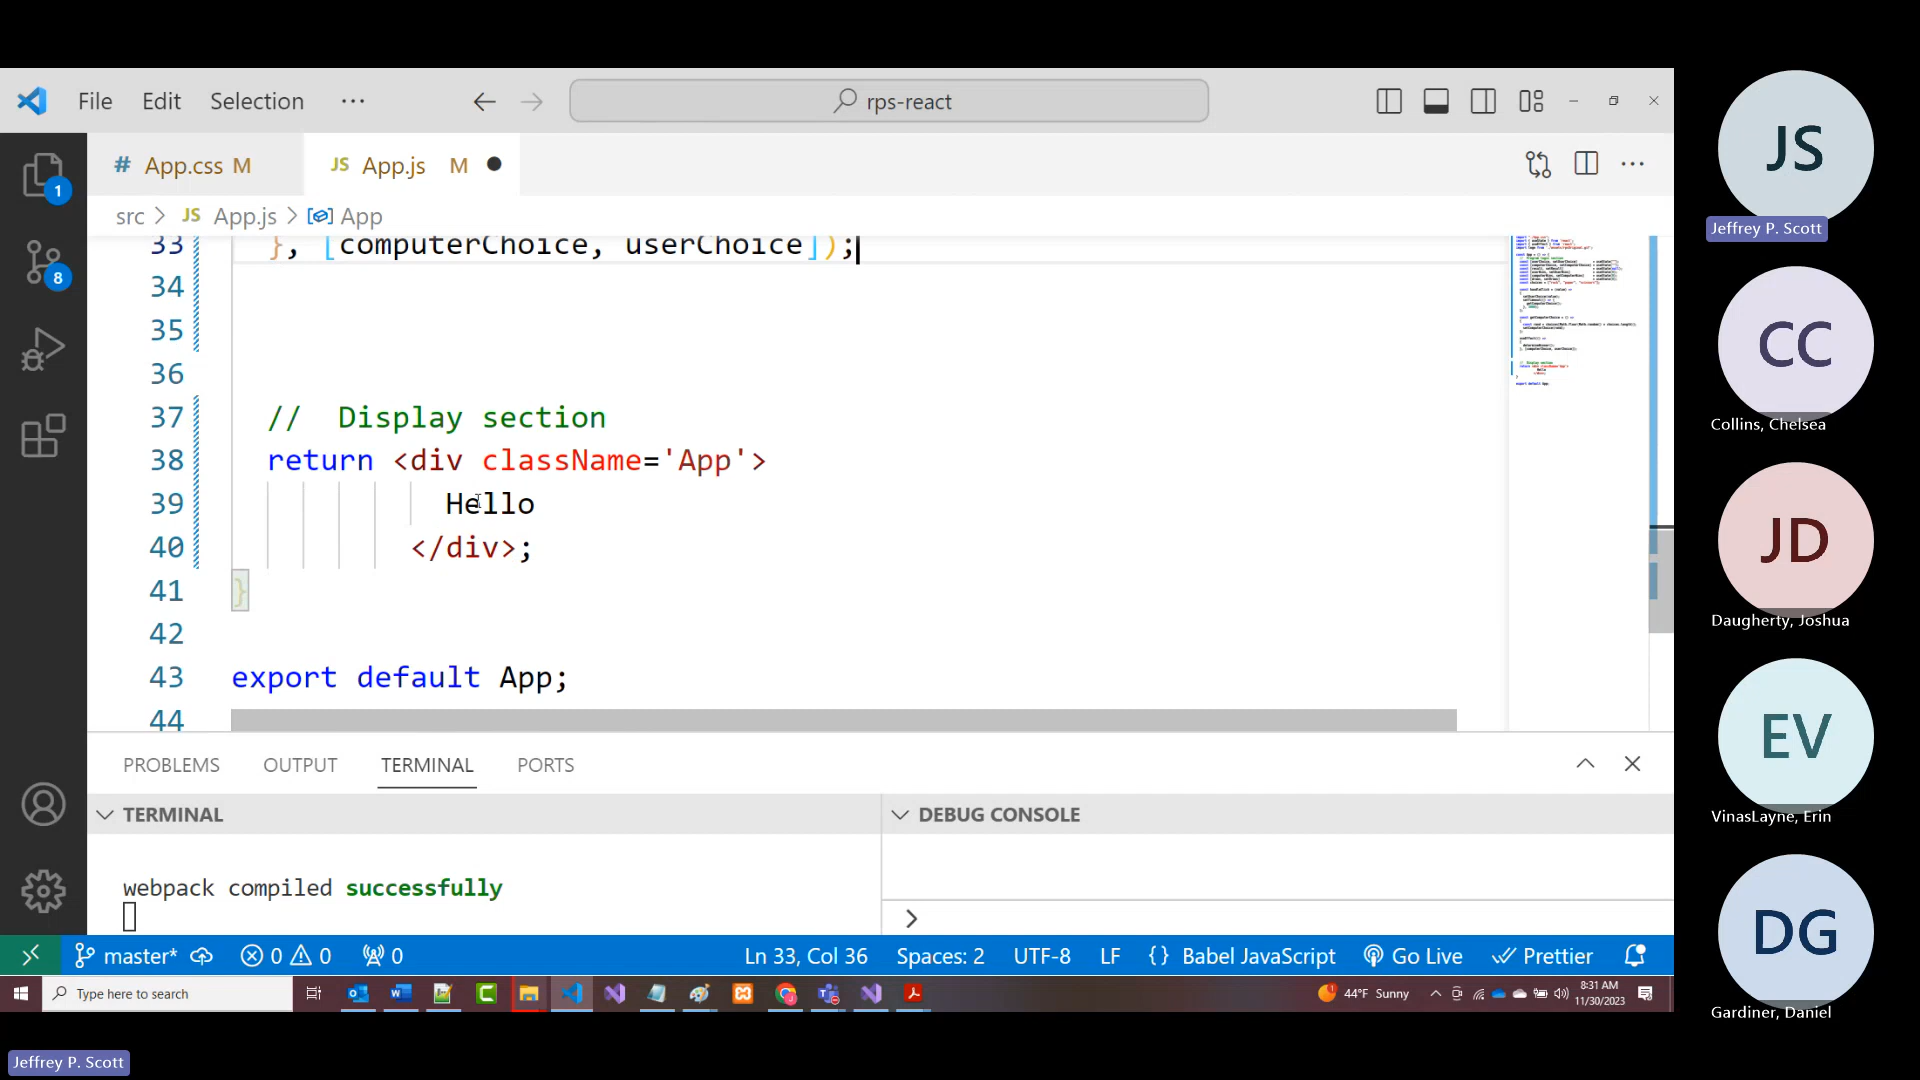 File Edit Selection ...
rps-react
# App.css M
JS App.js M
src > JS App.js > App
1
8
33 }, [computerChoice, userChoice]);
34
35
36
37 // Display section
38 return <div className='App'>
39 Hello
40 </div>;
41 }
42
43 export default App;
44
PROBLEMS OUTPUT TERMINAL PORTS
TERMINAL
DEBUG CONSOLE
webpack compiled successfully
>
master* 0 0 0
Ln 33, Col 36 Spaces: 2 UTF-8 LF {} Babel JavaScript Go Live Prettier
Type here to search
44°F Sunny
8:31 AM
11/30/2023
JS
Jeffrey P. Scott
CC
Collins, Chelsea
JD
Daugherty, Joshua
EV
VinasLayne, Erin
DG
Gardiner, Daniel
Jeffrey P. Scott